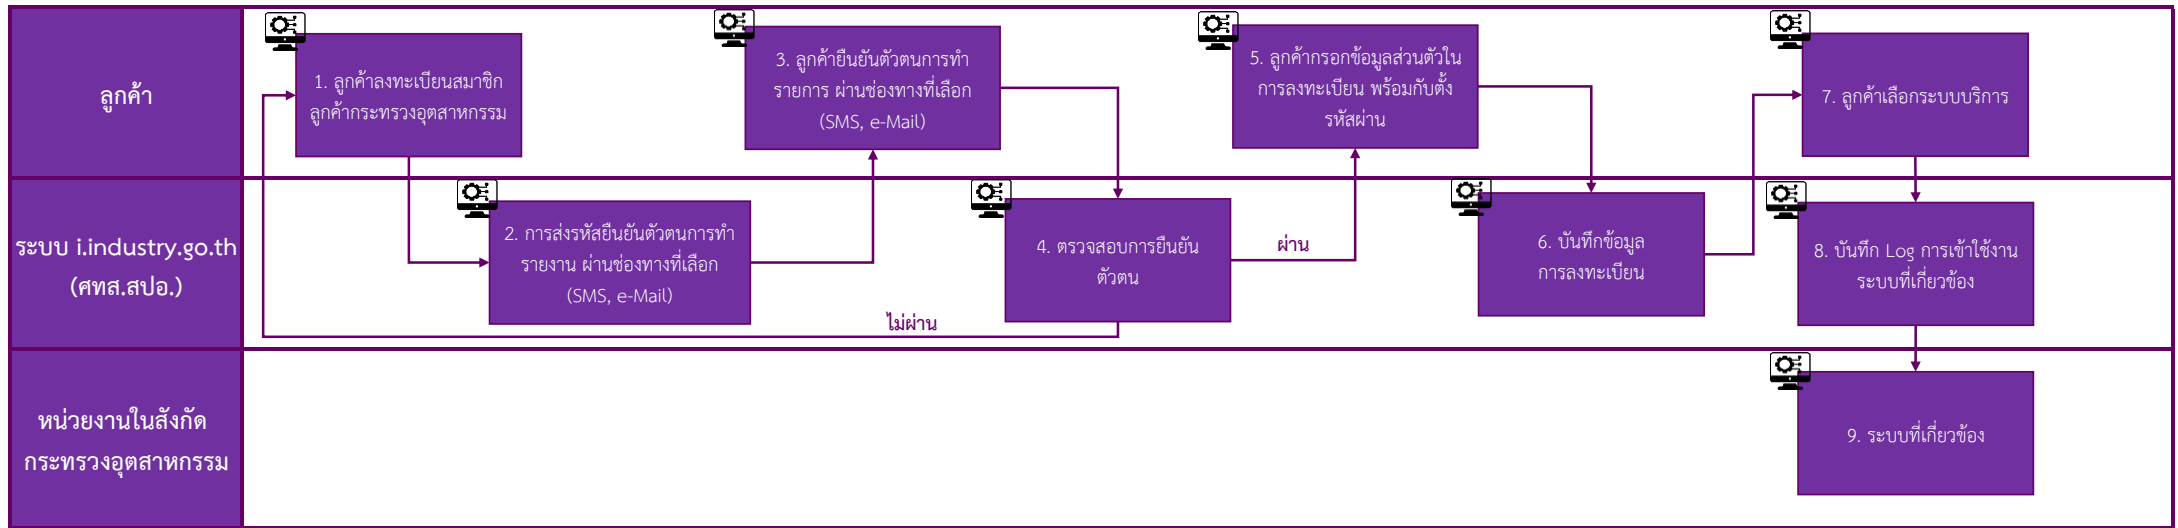 ลูกค้า
1. ลูกค้าลงทะเบียนสมาชิก
ลูกค้ากระทรวงอุตสาหกรรม
3. ลูกค้ายืนยันตัวตนการทำ
รายการ ผ่านช่องทางที่เลือก
(SMS, e-Mail)
5. ลูกค้ากรอกข้อมูลส่วนตัวใน
การลงทะเบียน พร้อมกับตั้ง
รหัสผ่าน
7. ลูกค้าเลือกระบบบริการ
ระบบ i.industry.go.th
(ศทส.สปอ.)
2. การส่งรหัสยืนยันตัวตนการทำ
รายงาน ผ่านช่องทางที่เลือก
(SMS, e-Mail)
4. ตรวจสอบการยืนยัน
ตัวตน
ผ่าน
ไม่ผ่าน
6. บันทึกข้อมูล
การลงทะเบียน
8. บันทึก Log การเข้าใช้งาน
ระบบที่เกี่ยวข้อง
หน่วยงานในสังกัด
กระทรวงอุตสาหกรรม
9. ระบบที่เกี่ยวข้อง